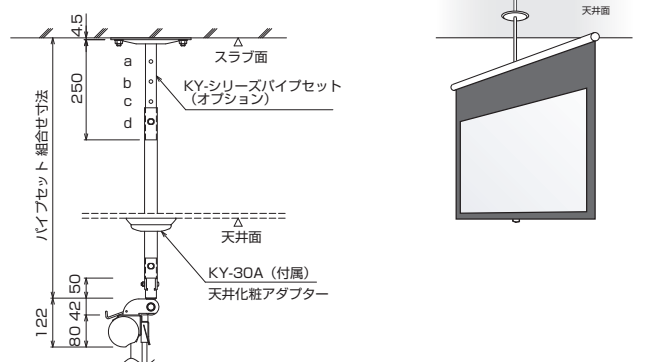 天井面
4.5
スラブ面
a
b
c
d
250
KY-シリーズパイプセット
（オプション）
パイプセット 組合せ寸法
天井面
KY-30A（付属）
天井化粧アダプター
50
42
122
80